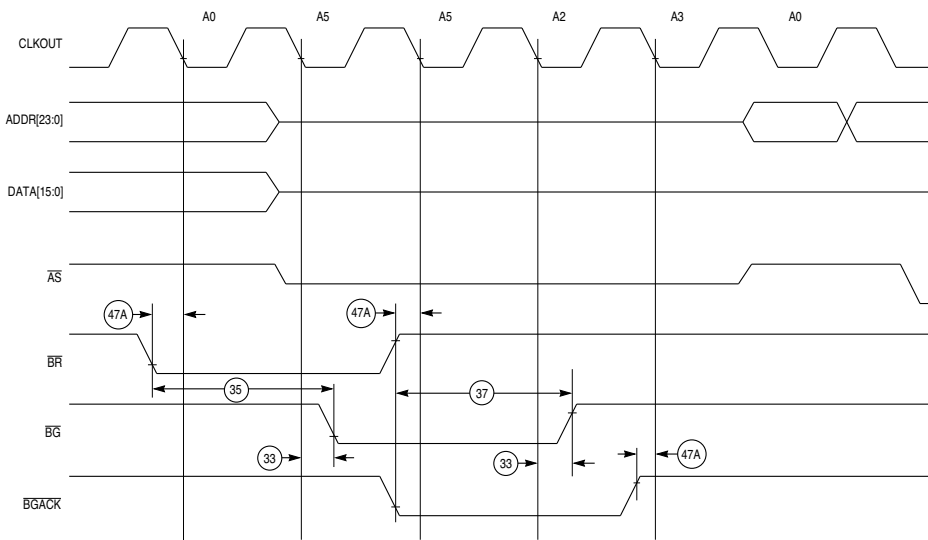 A0 A5 A5 A2 A3 A0
CLKOUT
ADDR[23:0]
DATA[15:0]
AS
47A 47A
BR
35 37
BG
33 33 47A
BGACK